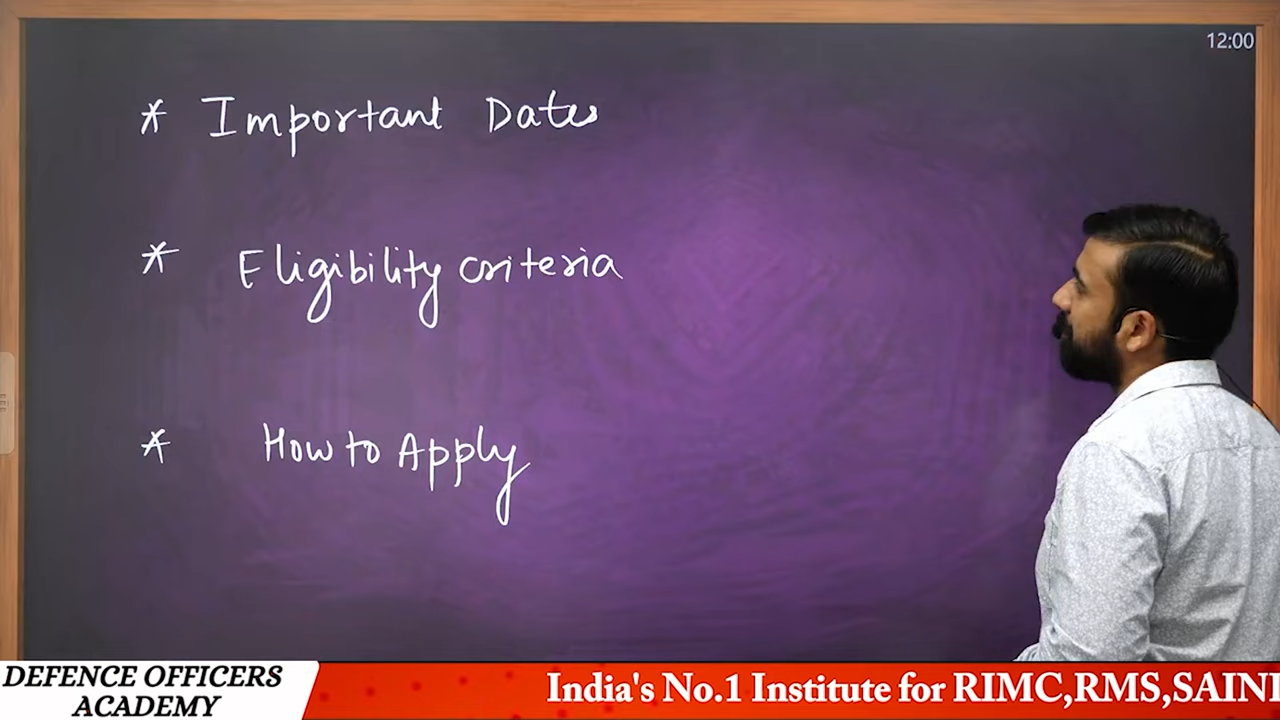 12:00
* Important Dates
* Eligibility criteria
* How to Apply
DEFENCE OFFICERS
ACADEMY
India's No.1 Institute for RIMC,RMS,SAINI